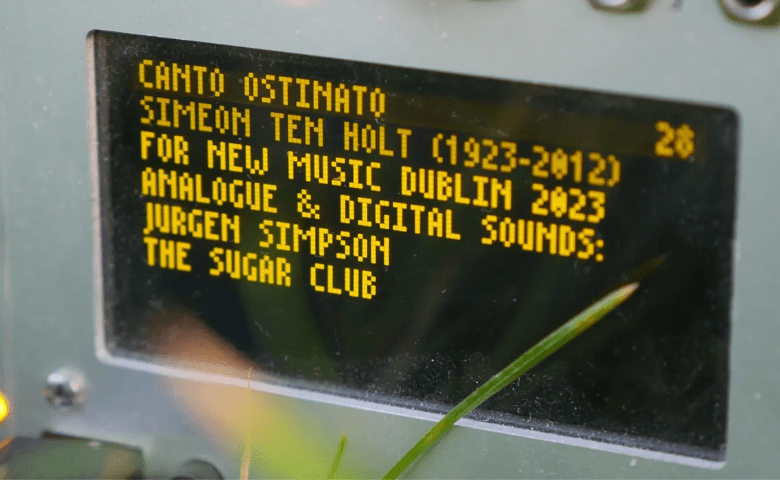 CANTO OSTINATO
28
SIMEON TEN HOLT (1923-2012)
FOR NEW MUSIC DUBLIN 2023
ANALOGUE & DIGITAL SOUNDS:
JURGEN SIMPSON
THE SUGAR CLUB